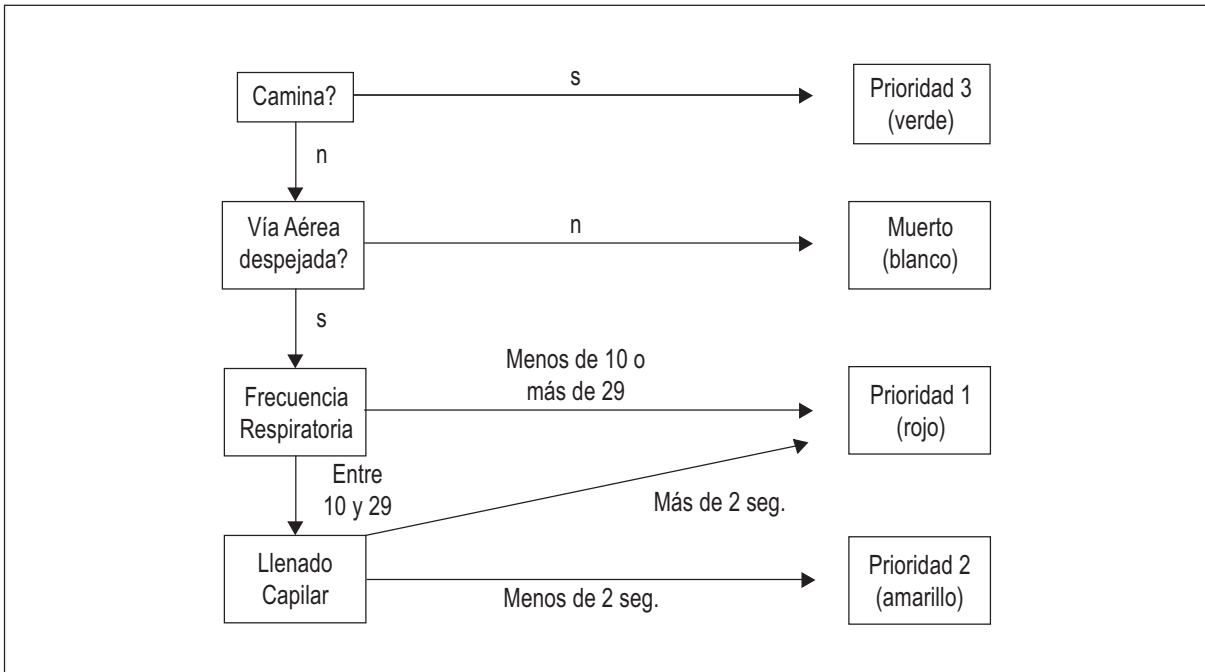 Camina?
s
Prioridad 3
(verde)
n
Vía Aérea
despejada?
n
Muerto
(blanco)
s
Frecuencia
Respiratoria
Menos de 10 o
más de 29
Prioridad 1
(rojo)
Entre
10 y 29
Más de 2 seg.
Llenado
Capilar
Menos de 2 seg.
Prioridad 2
(amarillo)